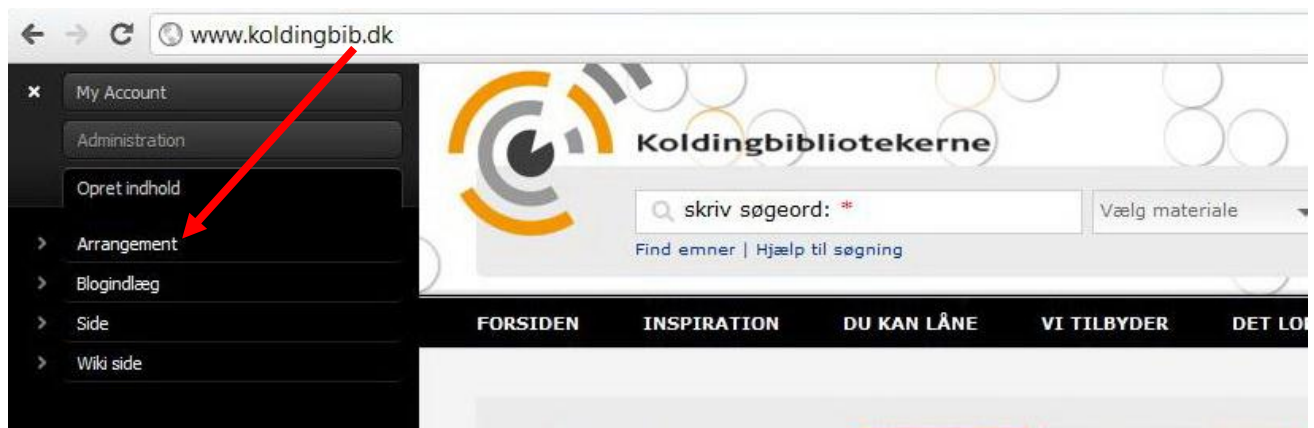 www.koldingbib.dk
My Account
Administration
Opret indhold
Arrangement
Blogindlæg
Side
Wiki side
Koldingbibliotekerne
skriv søgeord: *
Vælg materiale
Find emner | Hjælp til søgning
FORSIDEN INSPIRATION DU KAN LÅNE VI TILBYDER DET